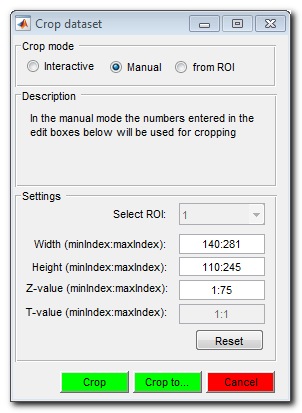 Crop dataset
Crop mode
Interactive Manual from ROI
Description
In the manual mode the numbers entered in the
edit boxes below will be used for cropping
Settings
Select ROI: 1
Width (minIndex:maxIndex): 140:281
Height (minIndex:maxIndex): 110:245
Z-value (minIndex:maxIndex): 1:75
T-value (minIndex:maxIndex): 1:1
Reset
Crop Crop to... Cancel